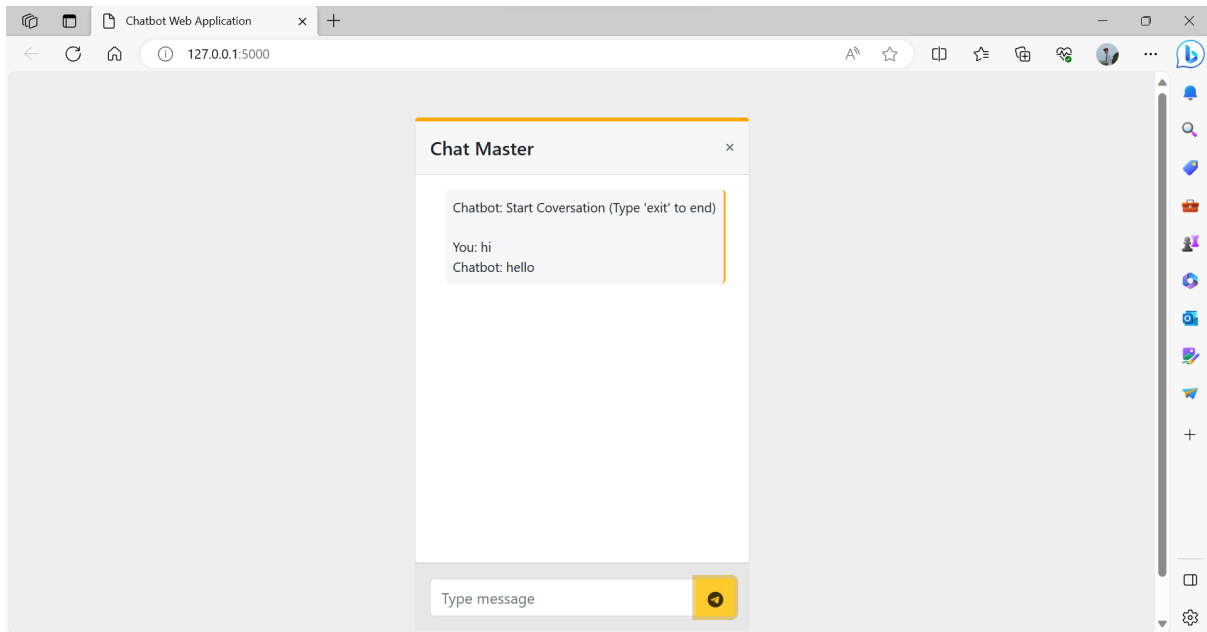 Chatbot Web Application
127.0.0.1:5000
Chat Master
Chatbot: Start Coversation (Type 'exit' to end)
You: hi
Chatbot: hello
Type message